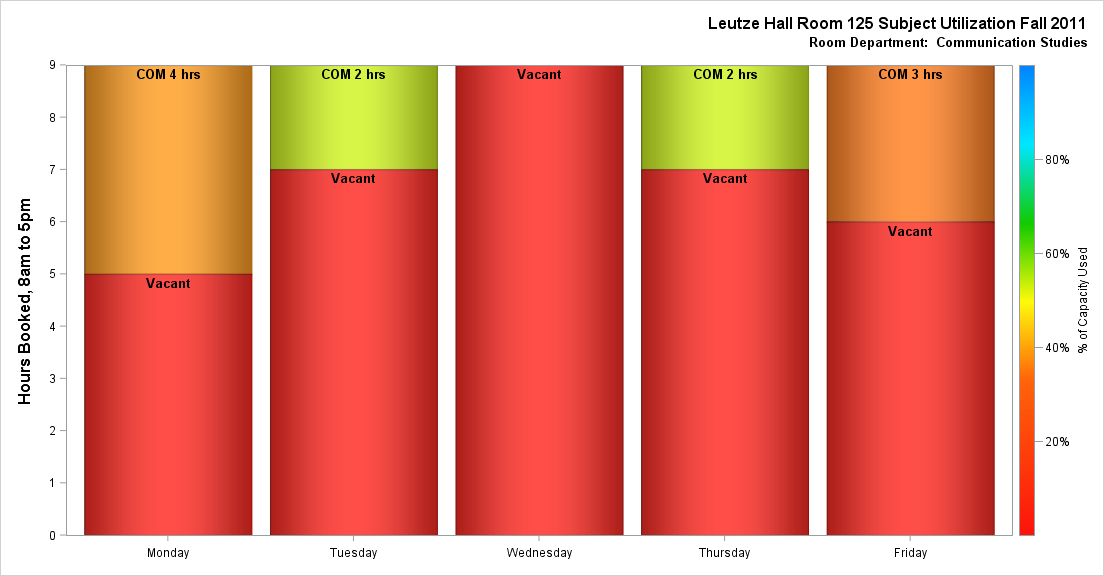 Leutze Hall Room 125 Subject Utilization Fall 2011
Room Department:  Communication Studies
Hours Booked, 8am to 5pm
9
8
7
6
5
4
3
2
1
0
COM 4 hrs
Vacant
COM 2 hrs
Vacant
Vacant
COM 2 hrs
Vacant
COM 3 hrs
Vacant
Monday
Tuesday
Wednesday
Thursday
Friday
80%
60%
40%
20%
% of Capacity Used